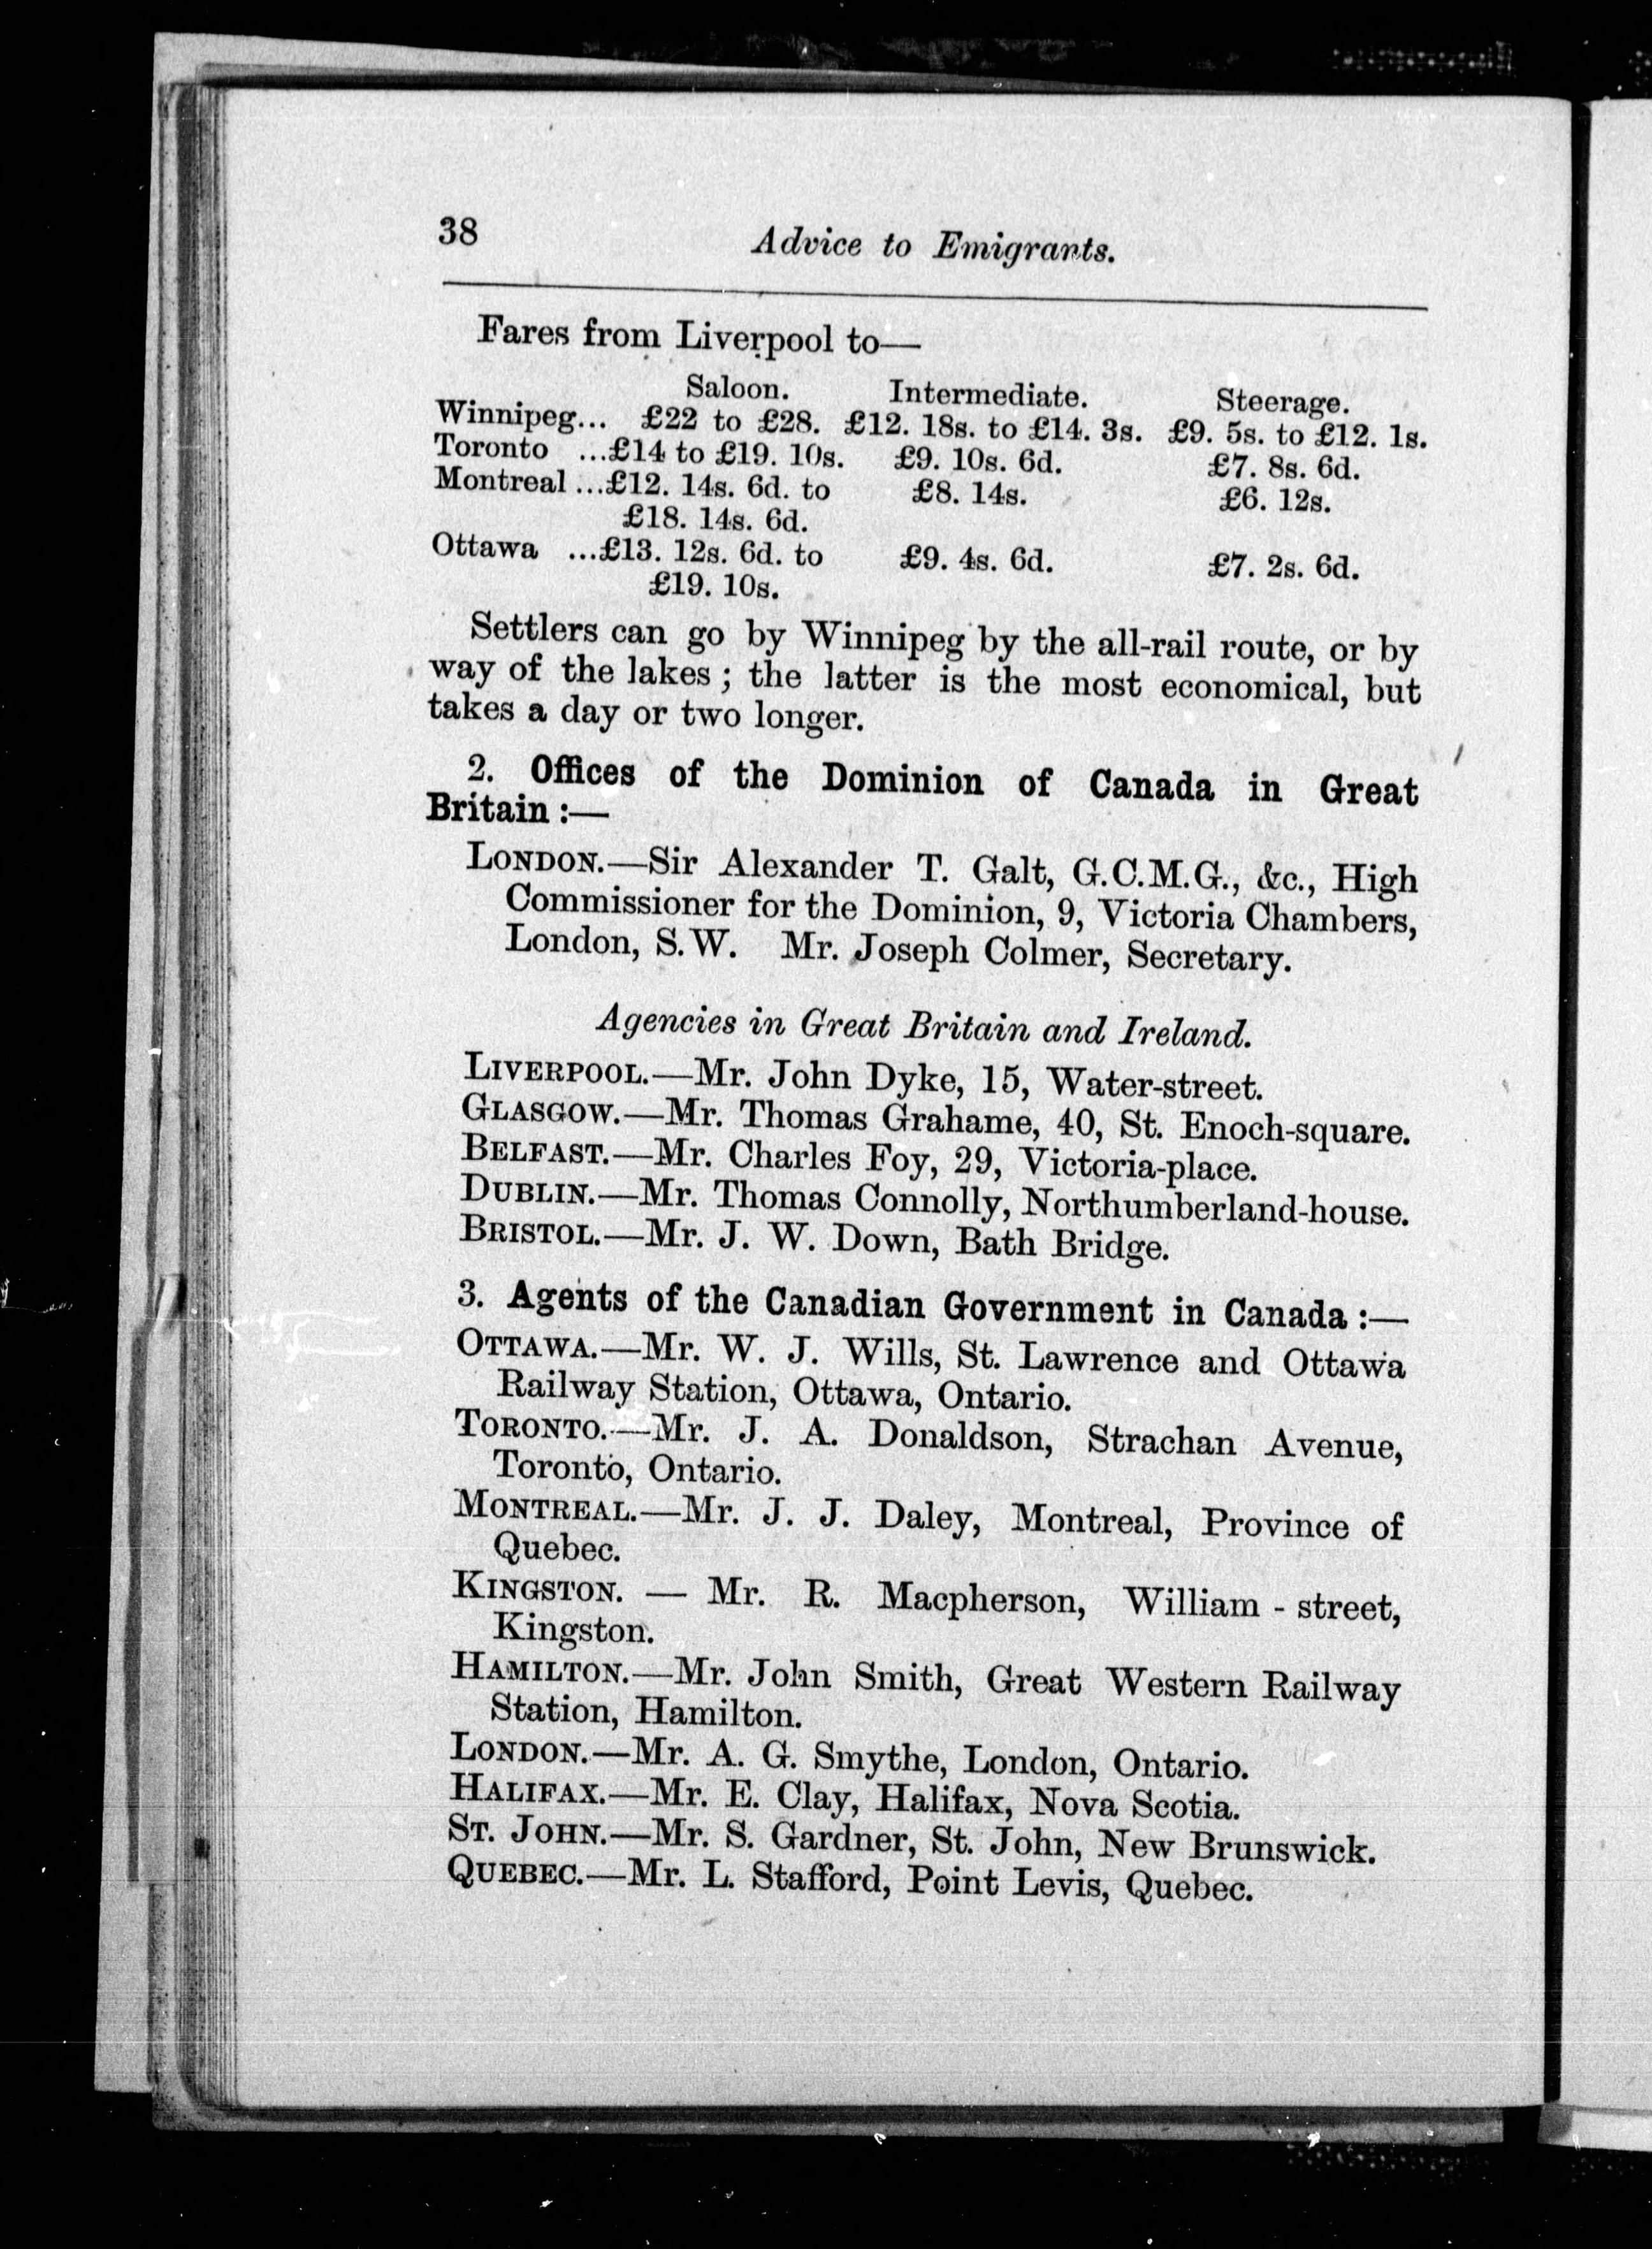 38
Advice to Emigrants.
Fares from Liverpool to—
Saloon. Intermediate. Steerage.
Winnipeg... £22 to £28. £12. 18s. to £14. 3s. £9. 5s. to £12. 1s.
Toronto ...£14 to £19. 10s. £9. 10s. 6d. £7. 8s. 6d.
Montreal ...£12. 14s. 6d. to £8. 14s. £6. 12s.
£18. 14s. 6d.
Ottawa ...£13. 12s. 6d. to £9. 4s. 6d. £7. 2s. 6d.
£19. 10s.
Settlers can go by Winnipeg by the all-rail route, or by
way of the lakes; the latter is the most economical, but
takes a day or two longer.
2. Offices of the Dominion of Canada in Great
Britain:—
LONDON.—Sir Alexander T. Galt, G.C.M.G., &c., High
Commissioner for the Dominion, 9, Victoria Chambers,
London, S.W. Mr. Joseph Colmer, Secretary.
Agencies in Great Britain and Ireland.
LIVERPOOL.—Mr. John Dyke, 15, Water-street.
GLASGOW.—Mr. Thomas Grahame, 40, St. Enoch-square.
BELFAST.—Mr. Charles Foy, 29, Victoria-place.
DUBLIN.—Mr. Thomas Connolly, Northumberland-house.
BRISTOL.—Mr. J. W. Down, Bath Bridge.
3. Agents of the Canadian Government in Canada:—
OTTAWA.—Mr. W. J. Wills, St. Lawrence and Ottawa
Railway Station, Ottawa, Ontario.
TORONTO.—Mr. J. A. Donaldson, Strachan Avenue,
Toronto, Ontario.
MONTREAL.—Mr. J. J. Daley, Montreal, Province of
Quebec.
KINGSTON. — Mr. R. Macpherson, William - street,
Kingston.
HAMILTON.—Mr. John Smith, Great Western Railway
Station, Hamilton.
LONDON.—Mr. A. G. Smythe, London, Ontario.
HALIFAX.—Mr. E. Clay, Halifax, Nova Scotia.
ST. JOHN.—Mr. S. Gardner, St. John, New Brunswick.
QUEBEC.—Mr. L. Stafford, Point Levis, Quebec.